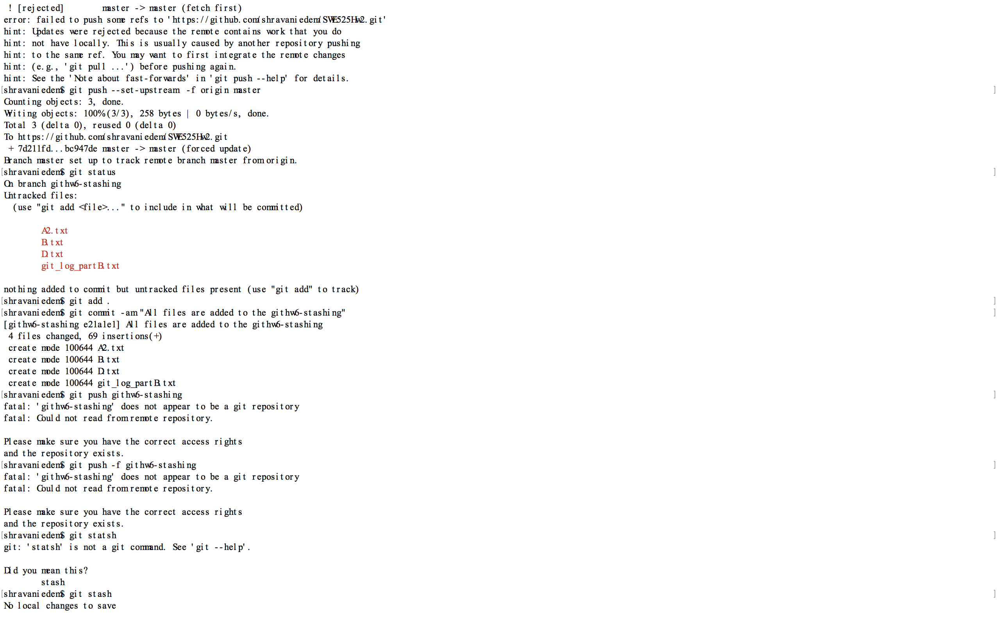 ! [rejected]        master -> master (fetch first)
error: failed to push some refs to 'https://github.com/shravaniedem/SWE525Hw2.git'
hint: Updates were rejected because the remote contains work that you do
hint: not have locally. This is usually caused by another repository pushing
hint: to the same ref. You may want to first integrate the remote changes
hint: (e.g., 'git pull ...') before pushing again.
hint: See the 'Note about fast-forwards' in 'git push --help' for details.
[shravaniedem$ git push --set-upstream -f origin master ]
Counting objects: 3, done.
Writing objects: 100% (3/3), 258 bytes | 0 bytes/s, done.
Total 3 (delta 0), reused 0 (delta 0)
To https://github.com/shravaniedem/SWE525Hw2.git
 + 7d211fd...bc947de master -> master (forced update)
Branch master set up to track remote branch master from origin.
[shravaniedem$ git status ]
On branch githw6-stashing
Untracked files:
  (use "git add <file>..." to include in what will be committed)
A2.txt
B.txt
D.txt
git_log_partB.txt
nothing added to commit but untracked files present (use "git add" to track)
[shravaniedem$ git add . ]
[shravaniedem$ git commit -am "All files are added to the githw6-stashing" ]
[githw6-stashing e21a1e1] All files are added to the githw6-stashing
 4 files changed, 69 insertions(+)
 create mode 100644 A2.txt
 create mode 100644 B.txt
 create mode 100644 D.txt
 create mode 100644 git_log_partB.txt
[shravaniedem$ git push githw6-stashing ]
fatal: 'githw6-stashing' does not appear to be a git repository
fatal: Could not read from remote repository.
Please make sure you have the correct access rights
and the repository exists.
[shravaniedem$ git push -f githw6-stashing ]
fatal: 'githw6-stashing' does not appear to be a git repository
fatal: Could not read from remote repository.
Please make sure you have the correct access rights
and the repository exists.
[shravaniedem$ git statsh ]
git: 'statsh' is not a git command. See 'git --help'.
Did you mean this?
stash
[shravaniedem$ git stash ]
No local changes to save